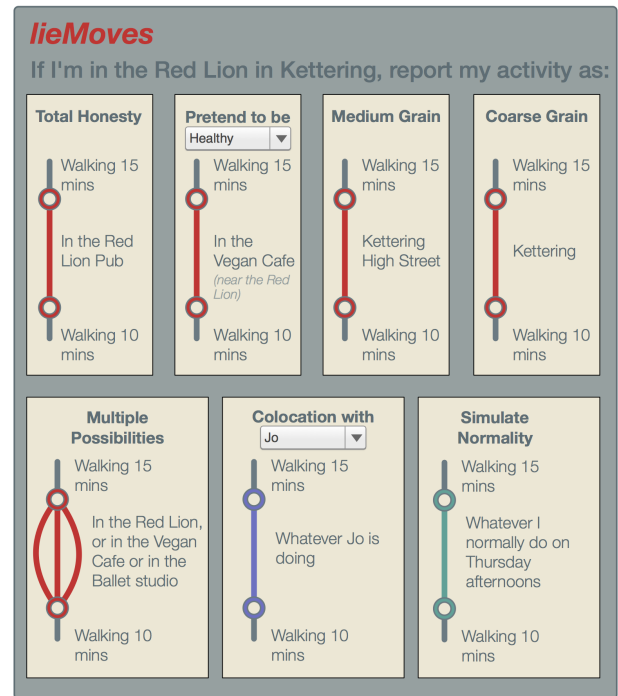 lieMoves
If I'm in the Red Lion in Kettering, report my activity as:
Total Honesty
Walking 15
mins
In the Red
Lion Pub
Walking 10
mins
Pretend to be
Healthy
Walking 15
mins
In the
Vegan Cafe
(near the Red
Lion)
Walking 10
mins
Medium Grain
Walking 15
mins
Kettering
High Street
Walking 10
mins
Coarse Grain
Walking 15
mins
Kettering
Walking 10
mins
Multiple
Possibilities
Walking 15
mins
In the Red Lion,
or in the Vegan
Cafe or in the
Ballet studio
Walking 10
mins
Colocation with
Jo
Walking 15
mins
Whatever Jo is
doing
Walking 10
mins
Simulate
Normality
Walking 15
mins
Whatever I
normally do on
Thursday
afternoons
Walking 10
mins